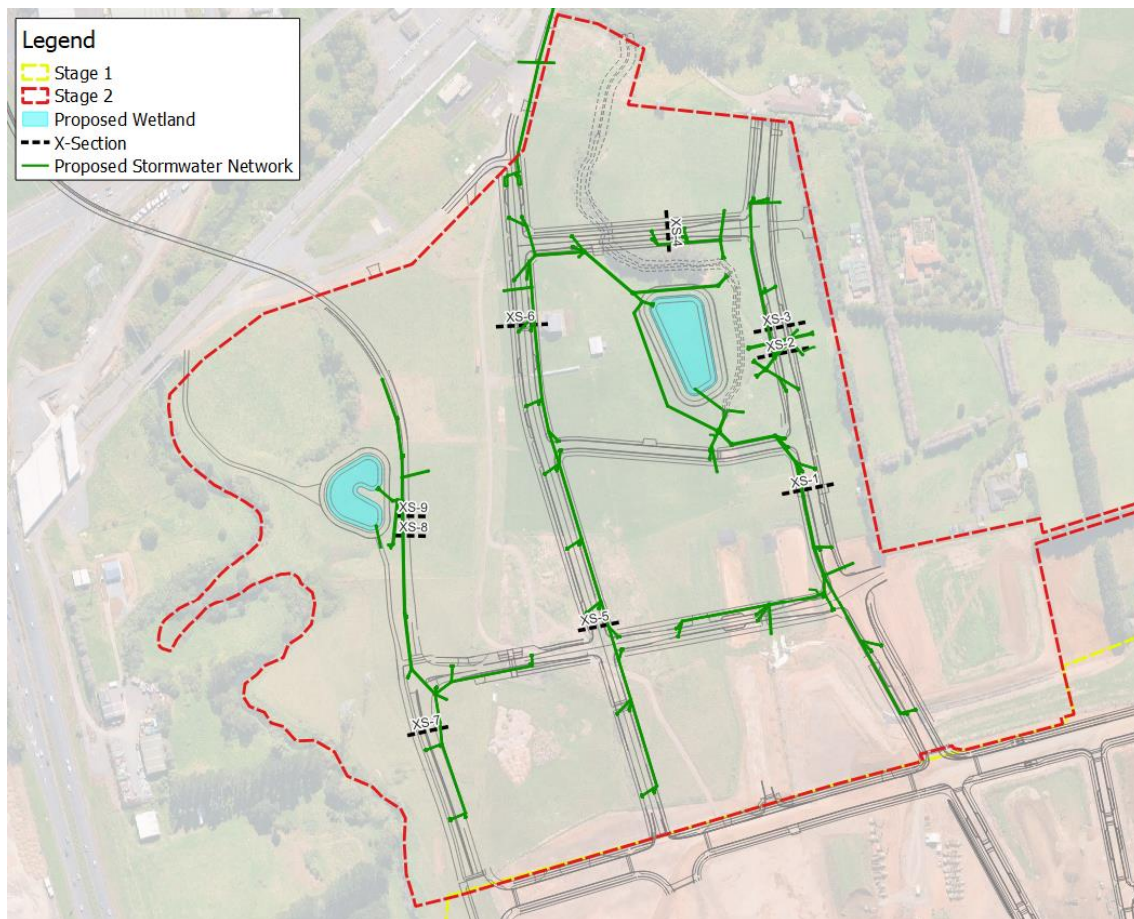 Legend
Stage 1
Stage 2
Proposed Wetland
X-Section
Proposed Stormwater Network
XS-4
XS-6
XS-3
XS-2
XS-1
XS-9
XS-8
XS-5
XS-7